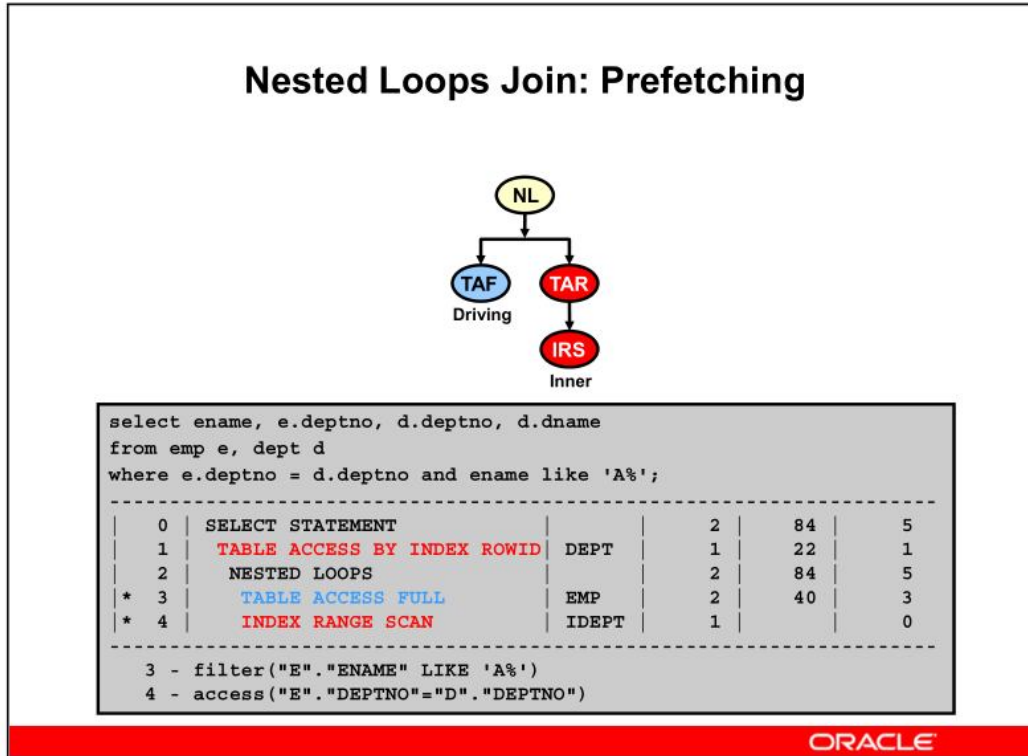 Nested Loops Join: Prefetching
NL
TAF
TAR
Driving
IRS
Inner
select ename, e.deptno, d.deptno, d.dname
from emp e, dept d
where e.deptno = d.deptno and ename like 'A%';
---------------------------------------------------------------------
|   0 | SELECT STATEMENT            |       |    2 |    84 |    5
|   1 |  TABLE ACCESS BY INDEX ROWID| DEPT  |    1 |    22 |    1
|   2 |   NESTED LOOPS              |       |    2 |    84 |    5
|*  3 |    TABLE ACCESS FULL        | EMP   |    2 |    40 |    3
|*  4 |    INDEX RANGE SCAN         | IDEPT |    1 |       |    0
---------------------------------------------------------------------
3 - filter("E"."ENAME" LIKE 'A%')
4 - access("E"."DEPTNO"="D"."DEPTNO")
ORACLE